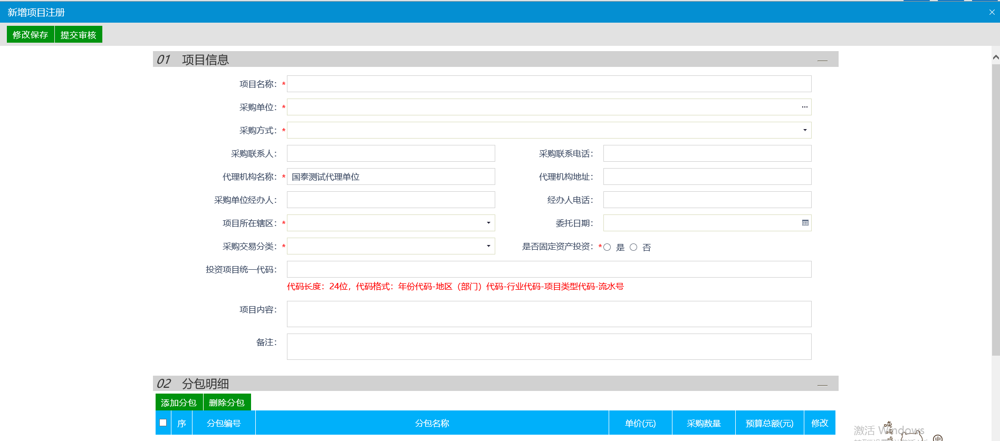 新增项目注册
修改保存 提交审核
01 项目信息
项目名称：*
采购单位：*
采购方式：*
采购联系人： 采购联系电话：
代理机构名称：* 国泰测试代理单位 代理机构地址：
采购单位经办人： 经办人电话：
项目所在辖区：* 委托日期：
采购交易分类：* 是否固定资产投资：* 是 否
投资项目统一代码：
代码长度：24位，代码格式：年份代码-地区（部门）代码-行业代码-项目类型代码-流水号
项目内容：
备注：
02 分包明细
添加分包 删除分包
序 分包编号 分包名称 单价(元) 采购数量 预算总额(元) 修改
激活 Windows